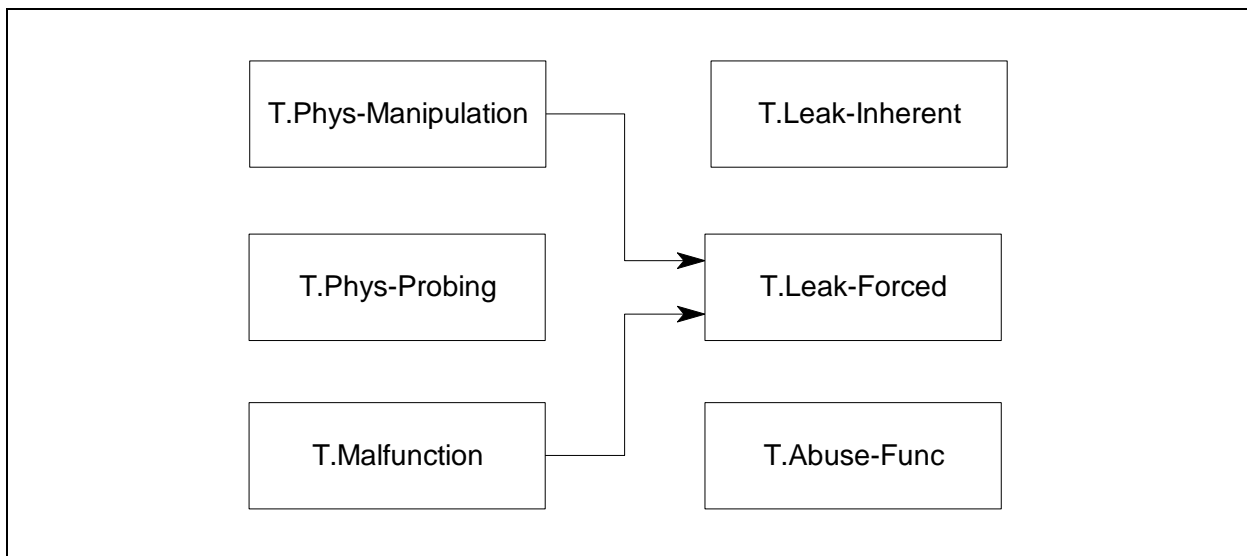 T.Phys-Manipulation
T.Leak-Inherent
T.Phys-Probing
T.Leak-Forced
T.Malfunction
T.Abuse-Func